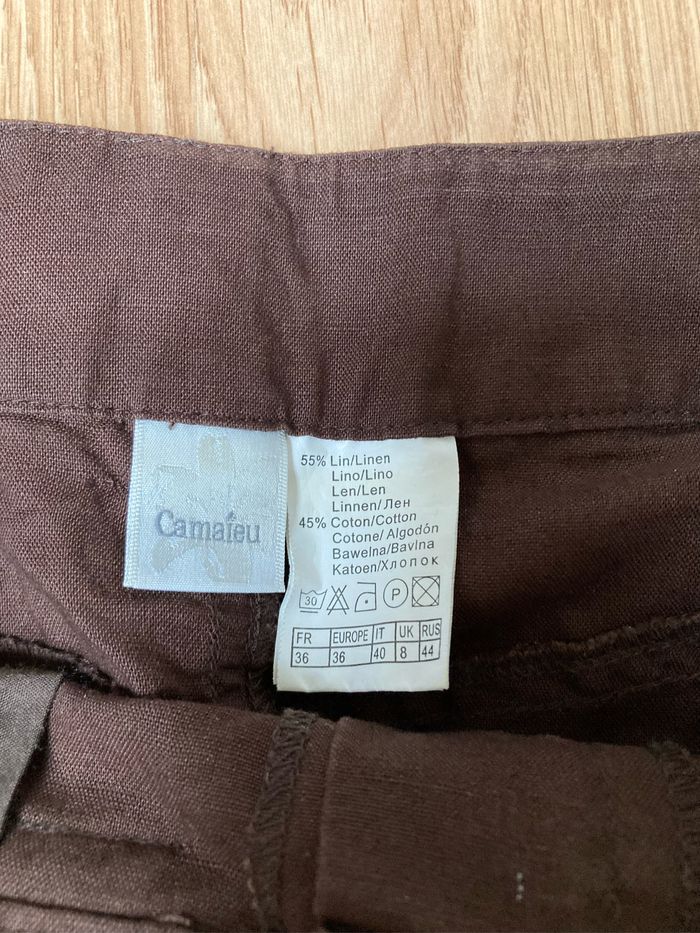 Camaïeu
55% Lin/Linen
Lino/Lino
Len/Len
Linnen/Лен
45% Coton/Cotton
Cotone/Algodón
Bawelna/Bavlna
Katoen/Хлопок
30 P
FR EUROPE IT UK RUS
36 36 40 8 44